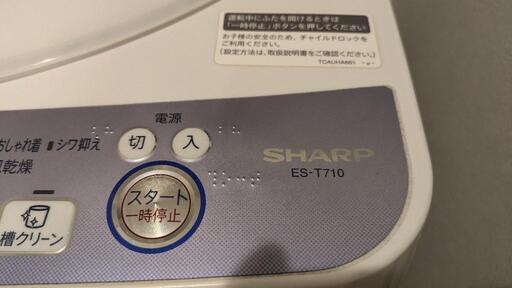 運転中にふたを開けるときは
「一時停止」ボタンを押してください。
お子様の安全のため、チャイルドロックを
ご利用ください。
(設定方法は、取扱説明書をご確認ください。)
TCAUHA661
電源
切
入
SHARP
ES-T710
しゃれ着
シワ抑え
乾燥
スタート
一時停止
槽クリーン